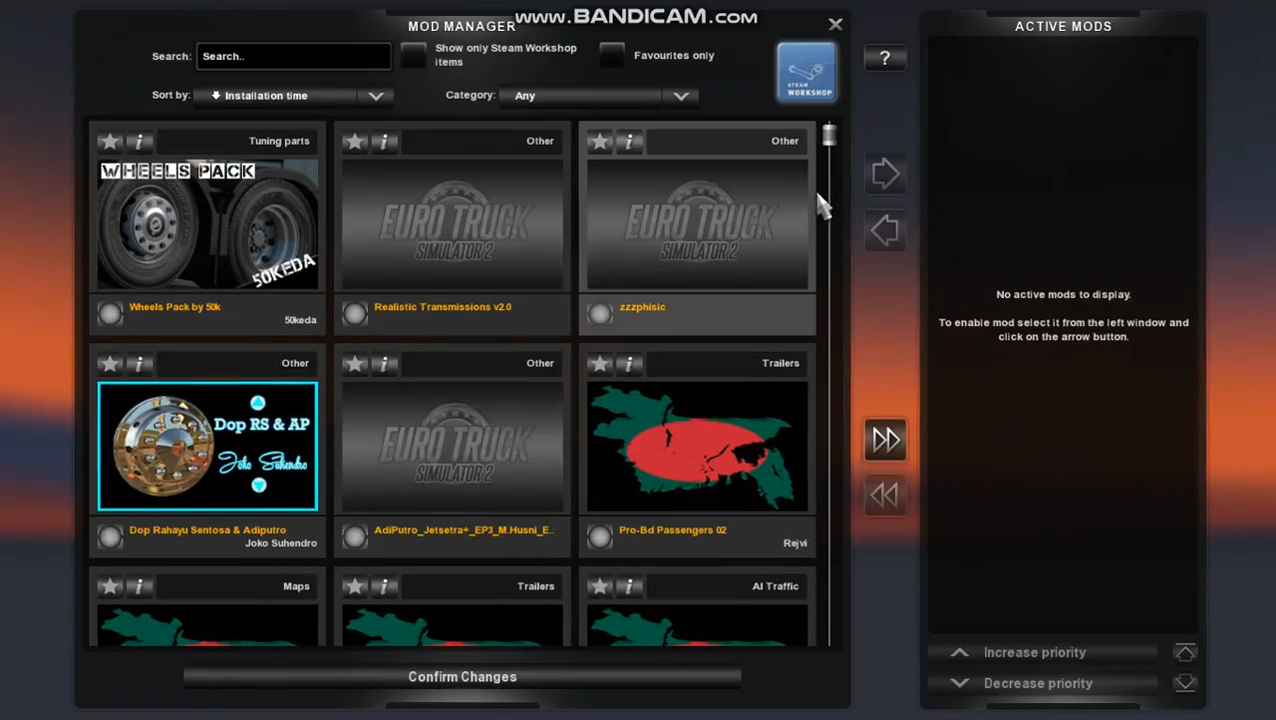 www.BANDICAM.com
MOD MANAGER
ACTIVE MODS
Search:
Search..
Show only Steam Workshop
items
Favourites only
STEAM
WORKSHOP
?
Sort by:
Installation time
Category:
Any
Tuning parts
Other
Other
WHEELS PACK
50KEDA
EURO TRUCK
SIMULATOR 2
EURO TRUCK
SIMULATOR 2
Wheels Pack by 50k
50keda
Realistic Transmissions v2.0
zzzphisic
No active mods to display.
To enable mod select it from the left window and
click on the arrow button.
Other
Other
Trailers
Dop RS & AP
Joko Suhendro
EURO TRUCK
SIMULATOR 2
Dop Rahayu Sentosa & Adiputro
Joko Suhendro
AdiPutro_Jetsetra+_EP3_M.Husni_E..
Pro-Bd Passengers 02
Rejvi
Maps
Trailers
AI Traffic
Confirm Changes
Increase priority
Decrease priority